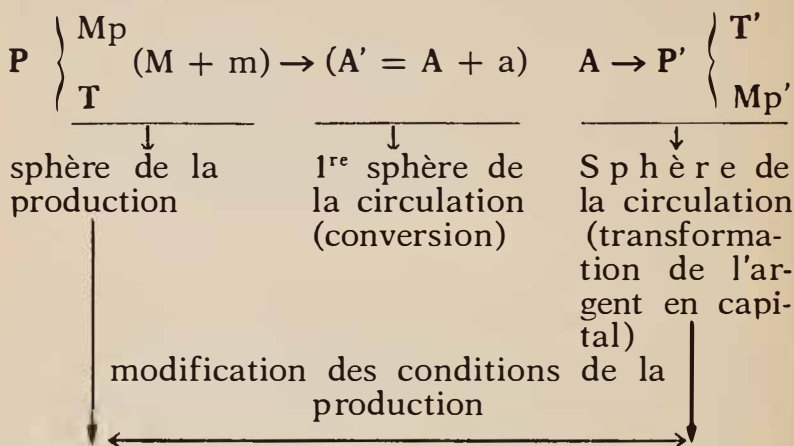 P { Mp T (M + m) → (A' = A + a) A → P' { T' Mp'
sphère de la
production
1re sphère de
la circulation
(conversion)
Sphère de
la circulation
(transforma-
tion de l'ar-
gent en capi-
tal)
modification des conditions de la
production